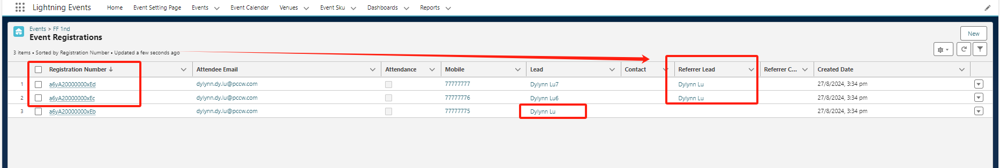 Lightning Events Home Event Setting Page Events Event Calendar Venues Event Sku Dashboards Reports
Events > FF 1nd
Event Registrations
New
3 items • Sorted by Registration Number • Updated a few seconds ago
Registration Number Attendee Email Attendance Mobile Lead Contact Referrer Lead Referrer C... Created Date
1 a6yA20000000xEd dylynn.dy.lu@pccw.com 77777777 Dylynn Lu7 Dylynn Lu 27/8/2024, 3:34 pm
2 a6yA20000000xEc dylynn.dy.lu@pccw.com 77777776 Dylynn Lu6 Dylynn Lu 27/8/2024, 3:34 pm
3 a6yA20000000xEb dylynn.dy.lu@pccw.com 77777775 Dylynn Lu 27/8/2024, 3:34 pm